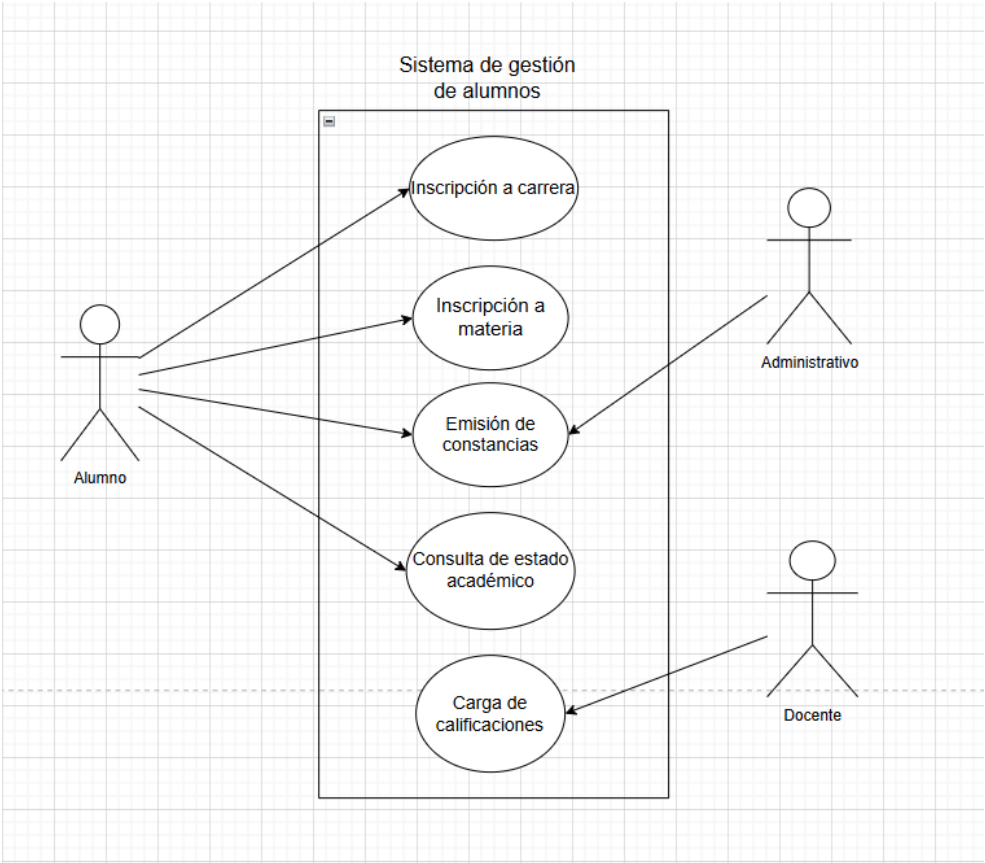 Sistema de gestión
de alumnos
Inscripción a carrera
Inscripción a
materia
Administrativo
Emisión de
constancias
Alumno
Consulta de estado
académico
Carga de
calificaciones
Docente